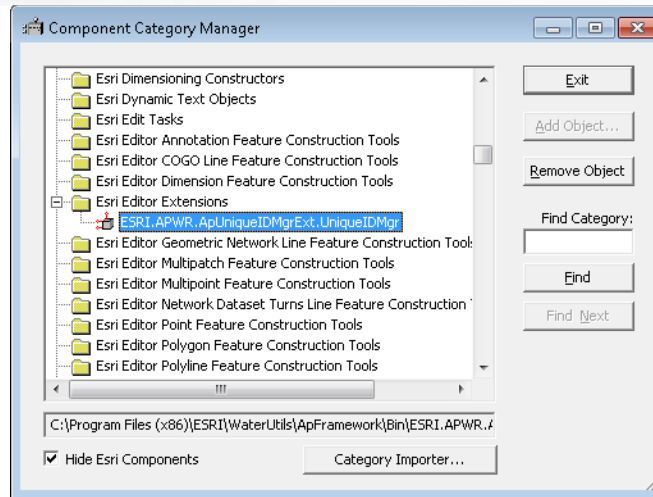 Component Category Manager
Esri Dimensioning Constructors
Esri Dynamic Text Objects
Esri Edit Tasks
Esri Editor Annotation Feature Construction Tools
Esri Editor COGO Line Feature Construction Tools
Esri Editor Dimension Feature Construction Tools
Esri Editor Extensions
ESRI.APWR.ApUniqueIDMgrExt.UniqueIDMgr
Esri Editor Geometric Network Line Feature Construction Tool
Esri Editor Multipatch Feature Construction Tools
Esri Editor Multipoint Feature Construction Tools
Esri Editor Network Dataset Turns Line Feature Construction
Esri Editor Point Feature Construction Tools
Esri Editor Polygon Feature Construction Tools
Esri Editor Polyline Feature Construction Tools
C:\Program Files (x86)\ESRI\WaterUtils\ApFramework\Bin\ESRI.APWR.A
Hide Esri Components
Category Importer...
Exit
Add Object...
Remove Object
Find Category:
Find
Find Next